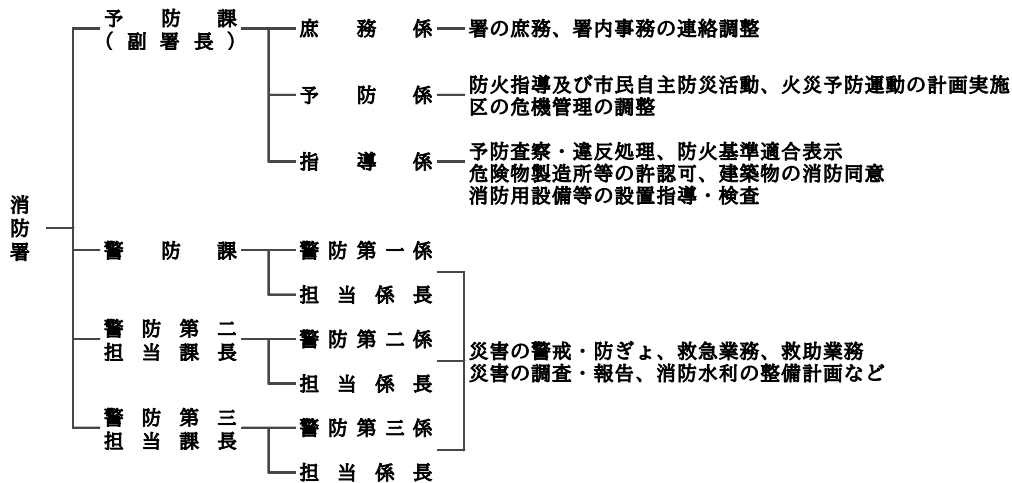 消防署
予防課
(副署長)
庶務係
署の庶務、署内事務の連絡調整
予防係
防火指導及び市民自主防災活動、火災予防運動の計画実施
区の危機管理の調整
指導係
予防査察・違反処理、防火基準適合表示
危険物製造所等の許認可、建築物の消防同意
消防用設備等の設置指導・検査
警防課
警防第一係
担当係長
警防第二
担当課長
警防第二係
担当係長
警防第三
担当課長
警防第三係
担当係長
災害の警戒・防ぎょ、救急業務、救助業務
災害の調査・報告、消防水利の整備計画など